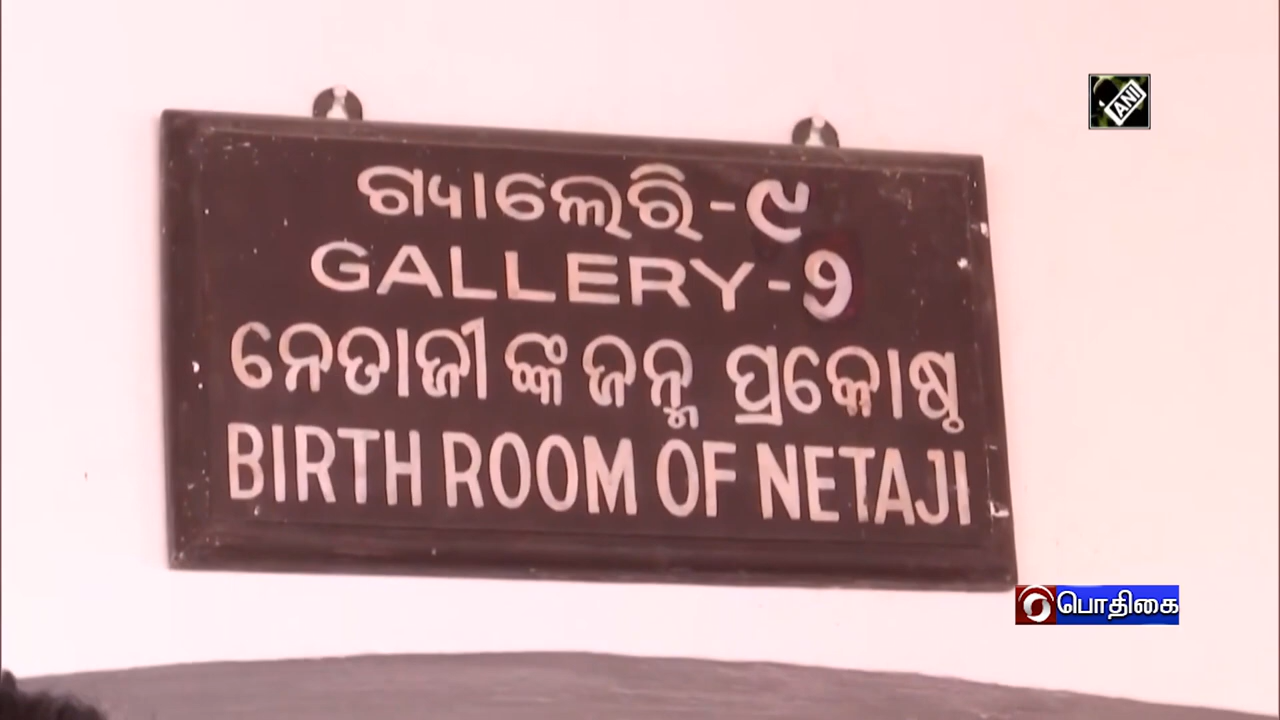 ANI
ଗ୍ୟାଲେରି-୯
GALLERY-9
ନେତାଜୀ ଙ୍କ ଜନ୍ମ ପ୍ରକୋଷ୍ଠ
BIRTH ROOM OF NETAJI
பொதிகை